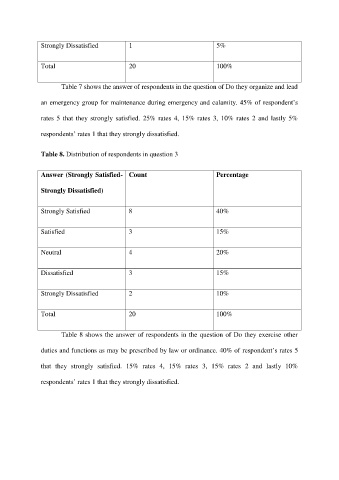 Strongly Dissatisfied 1 5%
Total 20 100%
Table 7 shows the answer of respondents in the question of Do they organize and lead
an emergency group for maintenance during emergency and calamity. 45% of respondent's
rates 5 that they strongly satisfied. 25% rates 4, 15% rates 3, 10% rates 2 and lastly 5%
respondents' rates 1 that they strongly dissatisfied.
Table 8. Distribution of respondents in question 3
Answer (Strongly Satisfied- Count Percentage
Strongly Dissatisfied)
Strongly Satisfied 8 40%
Satisfied 3 15%
Neutral 4 20%
Dissatisfied 3 15%
Strongly Dissatisfied 2 10%
Total 20 100%
Table 8 shows the answer of respondents in the question of Do they exercise other
duties and functions as may be prescribed by law or ordinance. 40% of respondent's rates 5
that they strongly satisfied. 15% rates 4, 15% rates 3, 15% rates 2 and lastly 10%
respondents' rates 1 that they strongly dissatisfied.